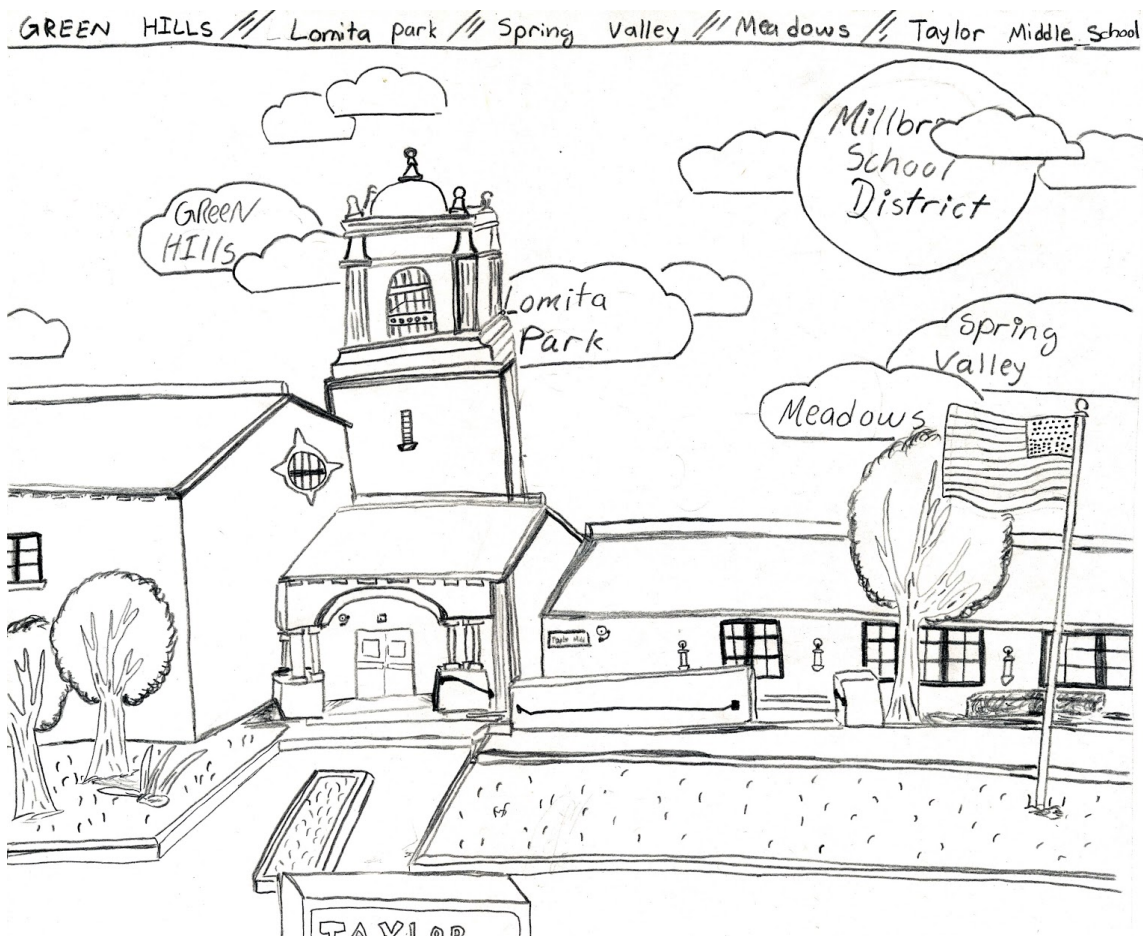 GREEN HILLS /// Lomita park /// Spring Valley /// Meadows /// Taylor Middle School
Millbr
School
District
GReeN
HIlls
Lomita
Park
Spring
Valley
Meadows
TAYLOR